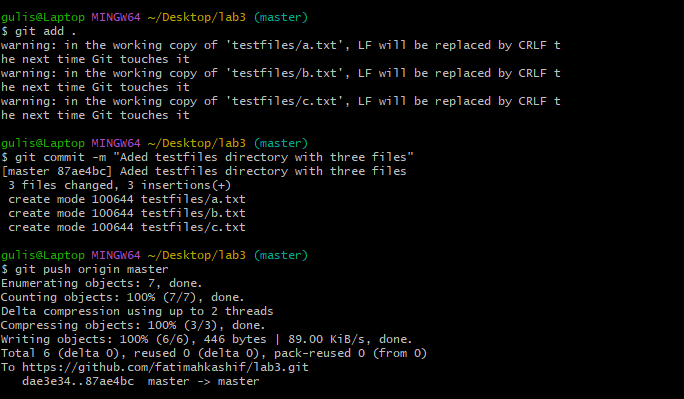 gulis@Laptop MINGW64 ~/Desktop/lab3 (master)
$ git add .
warning: in the working copy of 'testfiles/a.txt', LF will be replaced by CRLF t
he next time Git touches it
warning: in the working copy of 'testfiles/b.txt', LF will be replaced by CRLF t
he next time Git touches it
warning: in the working copy of 'testfiles/c.txt', LF will be replaced by CRLF t
he next time Git touches it
gulis@Laptop MINGW64 ~/Desktop/lab3 (master)
$ git commit -m "Aded testfiles directory with three files"
[master 87ae4bc] Aded testfiles directory with three files
 3 files changed, 3 insertions(+)
 create mode 100644 testfiles/a.txt
 create mode 100644 testfiles/b.txt
 create mode 100644 testfiles/c.txt
gulis@Laptop MINGW64 ~/Desktop/lab3 (master)
$ git push origin master
Enumerating objects: 7, done.
Counting objects: 100% (7/7), done.
Delta compression using up to 2 threads
Compressing objects: 100% (3/3), done.
Writing objects: 100% (6/6), 446 bytes | 89.00 KiB/s, done.
Total 6 (delta 0), reused 0 (delta 0), pack-reused 0 (from 0)
To https://github.com/fatimahkashif/lab3.git
   dae3e34..87ae4bc  master -> master